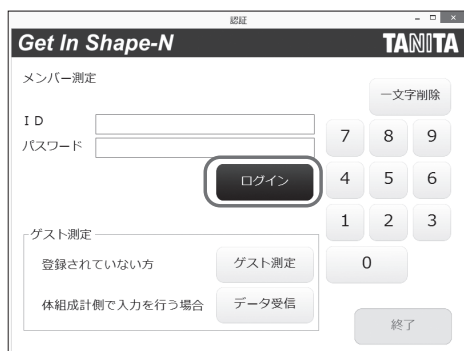 認証
Get In Shape-N
TANITA
メンバー測定
ID
パスワード
ログイン
ゲスト測定
登録されていない方
ゲスト測定
体組成計側で入力を行う場合
データ受信
一文字削除
7 8 9
4 5 6
1 2 3
0
終了